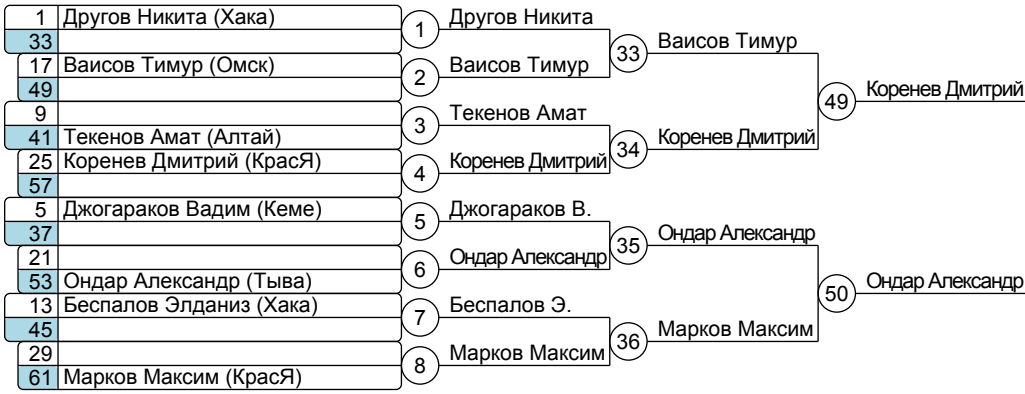 1 Другов Никита (Хака)
33
17 Ваисов Тимур (Омск)
49
9
41 Текенов Амат (Алтай)
25 Коренев Дмитрий (КрасЯ)
57
5 Джогараков Вадим (Кеме)
37
21
53 Ондар Александр (Тыва)
13 Беспалов Элданиз (Хака)
45
29
61 Марков Максим (КрасЯ)
1 Другов Никита
2 Ваисов Тимур
3 Текенов Амат
4 Коренев Дмитрий
5 Джогараков В.
6 Ондар Александр
7 Беспалов Э.
8 Марков Максим
33 Ваисов Тимур
34 Коренев Дмитрий
35 Ондар Александр
36 Марков Максим
49 Коренев Дмитрий
50 Ондар Александр